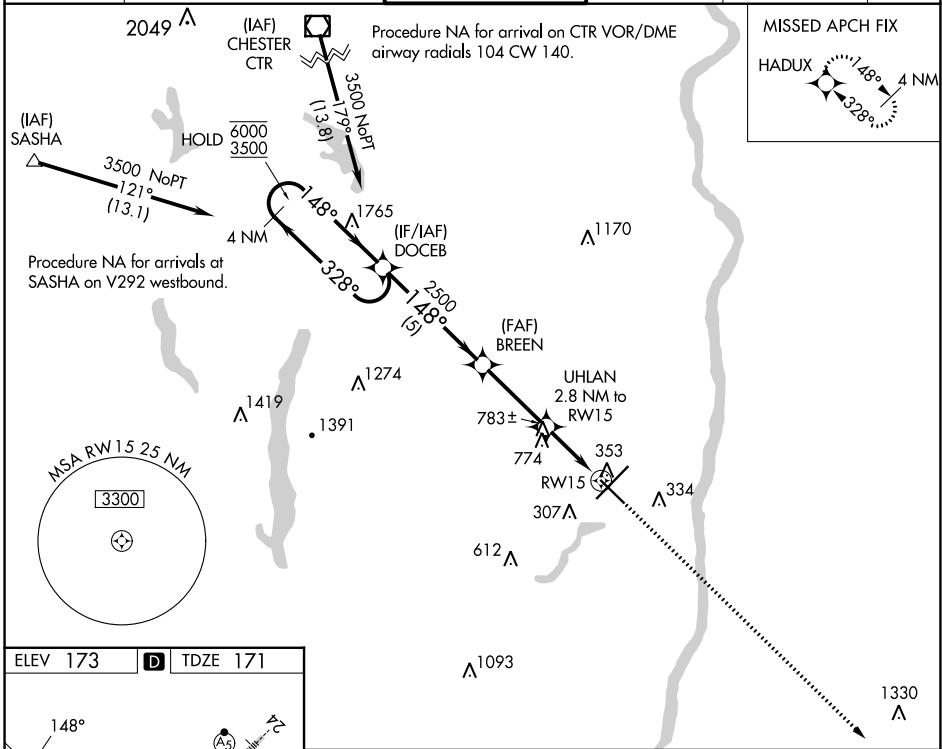 2049
(IAF)
CHESTER
CTR
Procedure NA for arrival on CTR VOR/DME
airway radials 104 CW 140.
MISSED APCH FIX
HADUX
148°
4 NM
328°
3500 NoPT
179°
(13.8)
(IAF)
SASHA
HOLD
6000
3500
3500 NoPT
121°
(13.1)
148°
1765
4 NM
(IF/IAF)
DOCEB
1170
Procedure NA for arrivals at
SASHA on V292 westbound.
328°
2500
148°
(5)
(FAF)
BREEN
1274
UHLAN
2.8 NM to
RW15
1419
1391
783±
774
353
MSA RW15 25 NM
3300
RW15
334
307
612
ELEV 173
D
TDZE 171
1093
1330
148°
A5
24